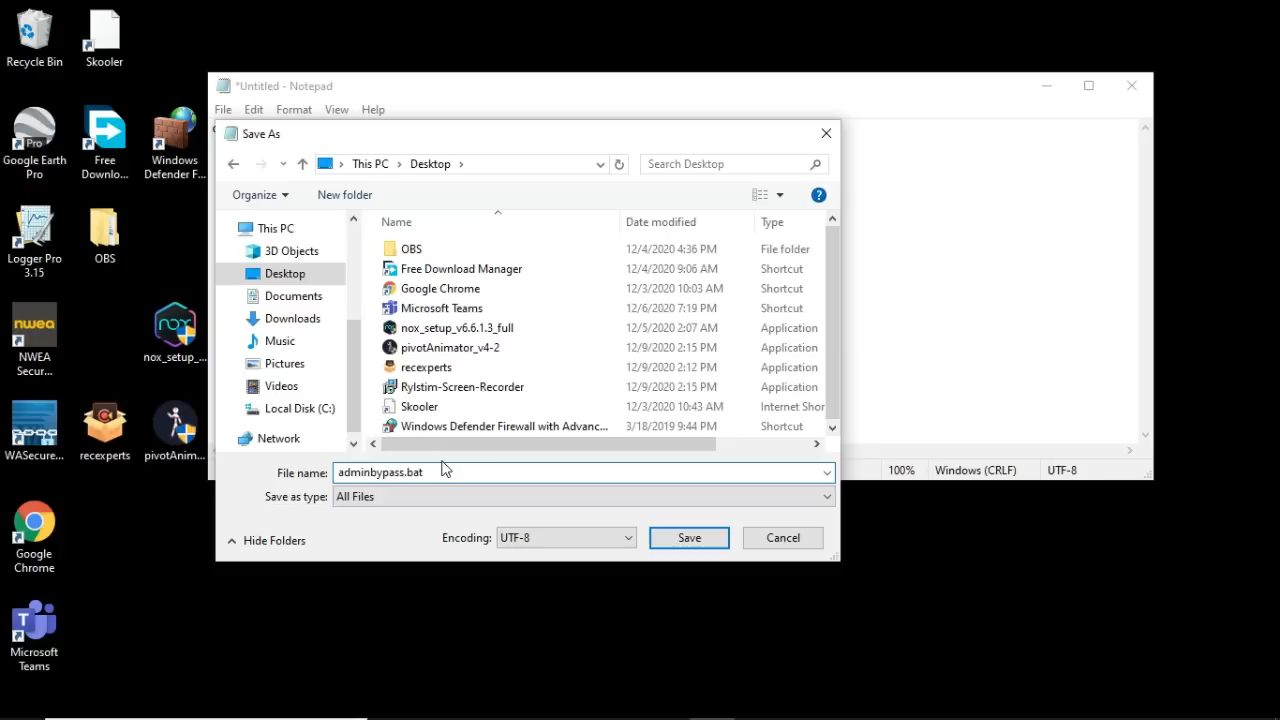 Recycle Bin
Skooler
Google Earth
Pro
Free
Downlo...
Windows
Defender F...
Logger Pro
3.15
OBS
nwea
NWEA
Secur...
nox
nox_setup_...
WASecure...
recexperts
pivotAnim...
Google
Chrome
Microsoft
Teams
*Untitled - Notepad
File Edit Format View Help
Save As
This PC > Desktop >
Search Desktop
Organize
New folder
This PC
3D Objects
Desktop
Documents
Downloads
Music
Pictures
Videos
Local Disk (C:)
Network
Name Date modified Type
OBS 12/4/2020 4:36 PM File folder
Free Download Manager 12/4/2020 9:06 AM Shortcut
Google Chrome 12/3/2020 10:03 AM Shortcut
Microsoft Teams 12/6/2020 7:19 PM Shortcut
nox_setup_v6.6.1.3_full 12/5/2020 2:07 AM Application
pivotAnimator_v4-2 12/9/2020 2:15 PM Application
recexperts 12/9/2020 2:12 PM Application
Rylstim-Screen-Recorder 12/9/2020 2:15 PM Application
Skooler 12/3/2020 10:43 AM Internet Shor
Windows Defender Firewall with Advanc... 3/18/2019 9:44 PM Shortcut
File name: adminbypass.bat
Save as type: All Files
Hide Folders
Encoding: UTF-8
Save
Cancel
100% Windows (CRLF) UTF-8